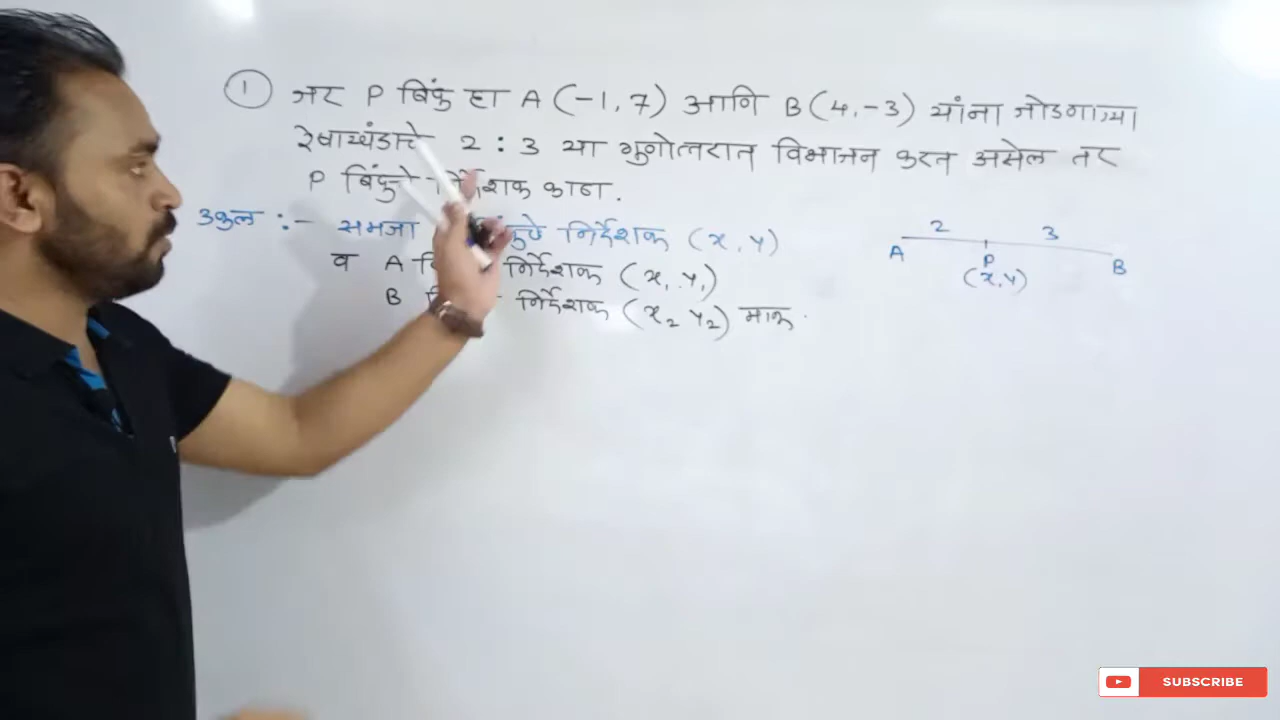 ① जर P बिंदु हा A (-1, 7) आणि B (4, -3) यांना जोडणाऱ्या
रेषाखंडाचे 2 : 3 या गुणोत्तरात विभाजन करत असेल तर
P बिंदूचे निर्देशक काढा.
उकल :- समजा निर्देशक (x, y)
व A निर्देशक (x₁, y₁)
B निर्देशक (x₂ y₂) मानू.
2 3
A P B
(x, y)
SUBSCRIBE